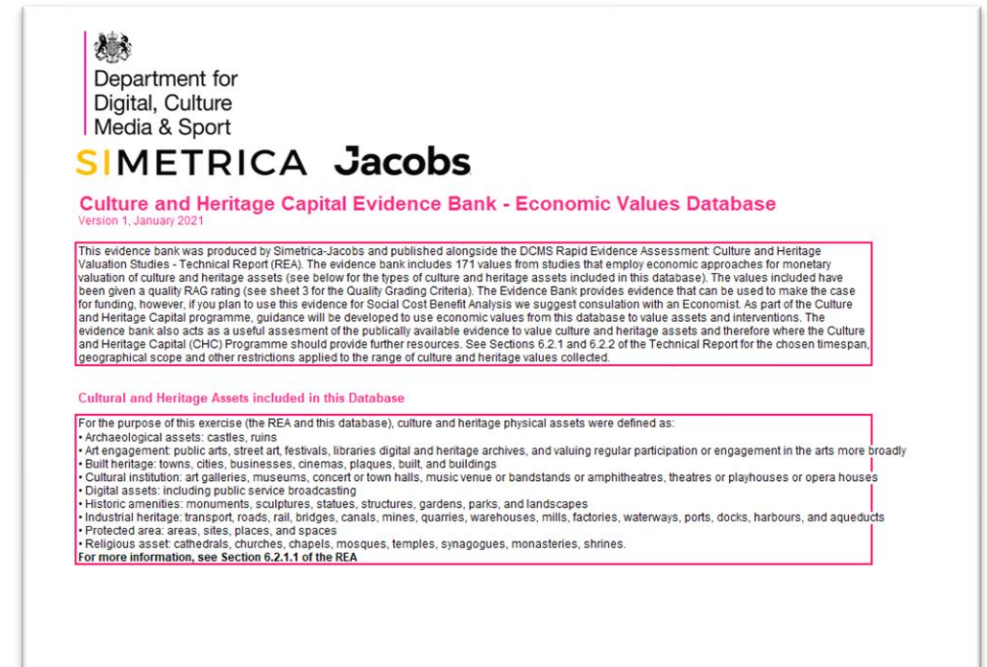 Department for
Digital, Culture
Media & Sport
SIMETRICA Jacobs
Culture and Heritage Capital Evidence Bank - Economic Values Database
Version 1, January 2021
This evidence bank was produced by Simetrica-Jacobs and published alongside the DCMS Rapid Evidence Assessment: Culture and Heritage
Valuation Studies - Technical Report (REA). The evidence bank includes 171 values from studies that employ economic approaches for monetary
valuation of culture and heritage assets (see below for the types of culture and heritage assets included in this database). The values included have
been given a quality RAG rating (see sheet 3 for the Quality Grading Criteria). The Evidence Bank provides evidence that can be used to make the case
for funding, however, if you plan to use this evidence for Social Cost Benefit Analysis we suggest consulation with an Economist. As part of the Culture
and Heritage Capital programme, guidance will be developed to use economic values from this database to value assets and interventions. The
evidence bank also acts as a useful assesment of the publically available evidence to value culture and heritage assets and therefore where the Culture
and Heritage Capital (CHC) Programme should provide further resources. See Sections 6.2.1 and 6.2.2 of the Technical Report for the chosen timespan,
geographical scope and other restrictions applied to the range of culture and heritage values collected.
Cultural and Heritage Assets included in this Database
For the purpose of this exercise (the REA and this database), culture and heritage physical assets were defined as:
• Archaeological assets: castles, ruins
• Art engagement: public arts, street art, festivals, libraries digital and heritage archives, and valuing regular participation or engagement in the arts more broadly
• Built heritage: towns, cities, businesses, cinemas, plaques, built, and buildings
• Cultural institution: art galleries, museums, concert or town halls, music venue or bandstands or amphitheatres, theatres or playhouses or opera houses
• Digital assets: including public service broadcasting
• Historic amenities: monuments, sculptures, statues, structures, gardens, parks, and landscapes
• Industrial heritage: transport, roads, rail, bridges, canals, mines, quarries, warehouses, mills, factories, waterways, ports, docks, harbours, and aqueducts
• Protected area: areas, sites, places, and spaces
• Religious asset: cathedrals, churches, chapels, mosques, temples, synagogues, monasteries, shrines.
For more information, see Section 6.2.1.1 of the REA